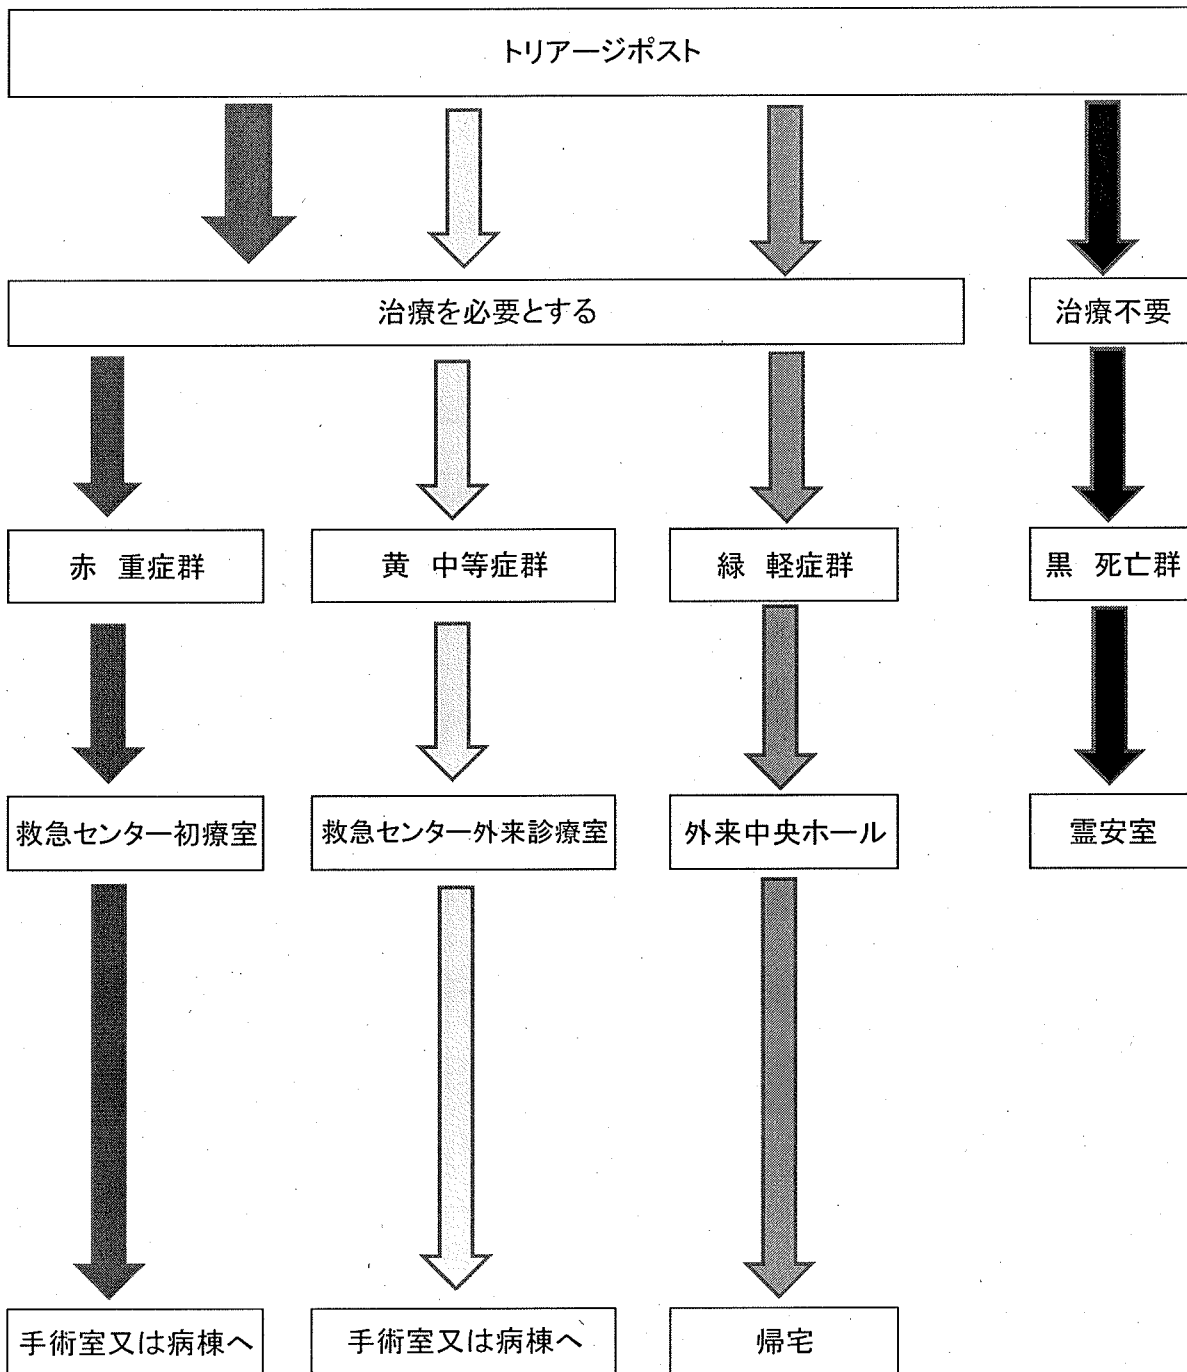 トリアージポスト
治療を必要とする
治療不要
赤 重症群
黄 中等症群
緑 軽症群
黒 死亡群
救急センター初療室
救急センター外来診療室
外来中央ホール
霊安室
手術室又は病棟へ
手術室又は病棟へ
帰宅